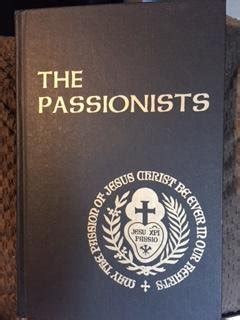 THE
PASSIONISTS
MAY THE PASSION OF JESUS CHRIST BE EVER IN OUR HEARTS
JESU XPI
PASSIO